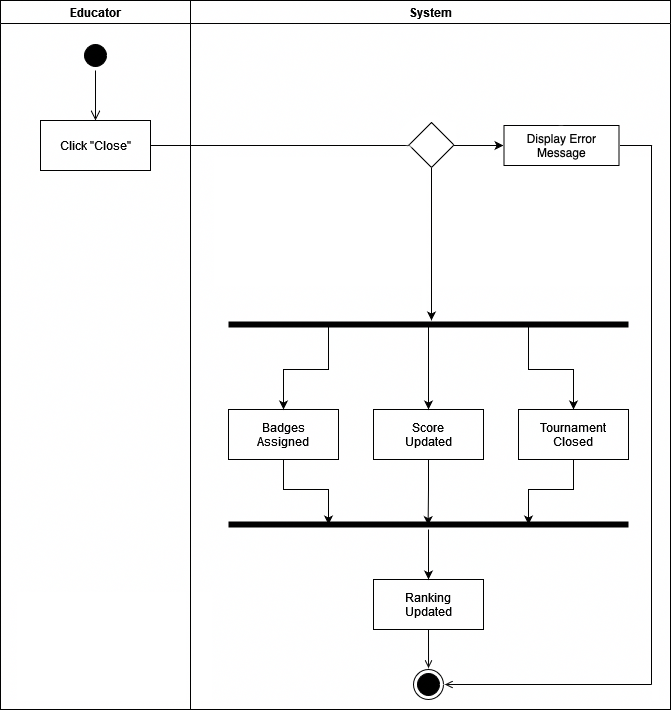 Educator
System
Click "Close"
Display Error
Message
Badges
Assigned
Score
Updated
Tournament
Closed
Ranking
Updated